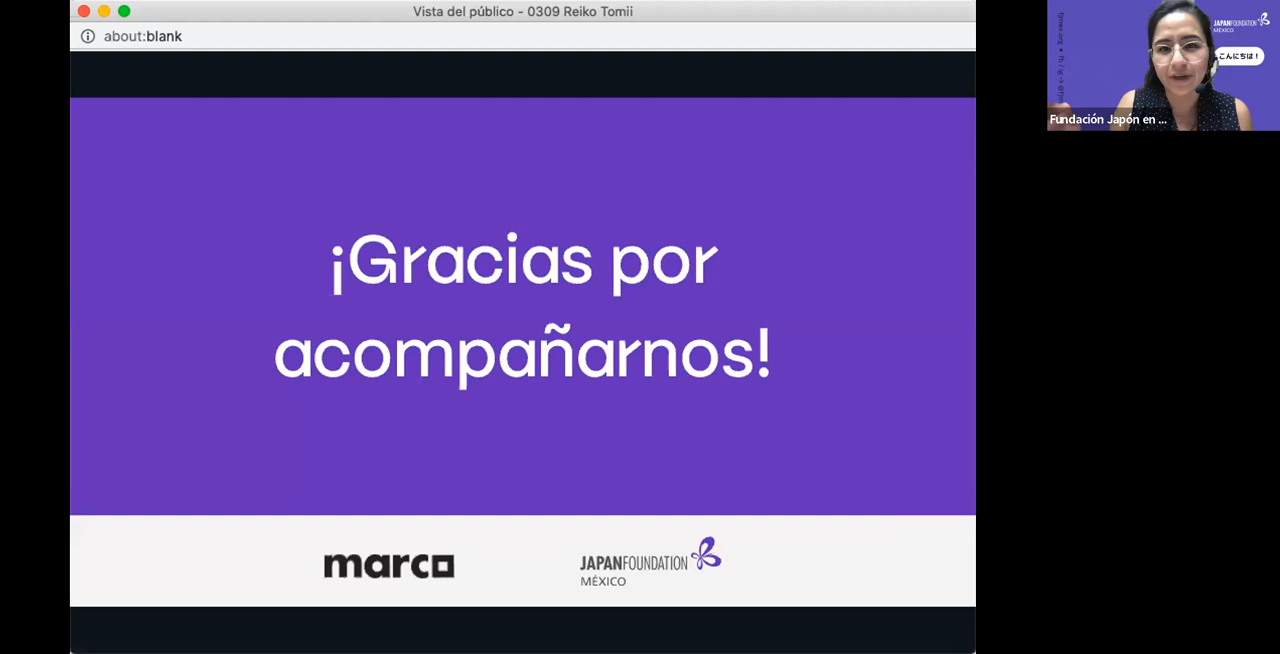 Vista del público - 0309 Reiko Tomii
about:blank
¡Gracias por
acompañarnos!
marco
JAPANFOUNDATION
MÉXICO
JAPANFOUNDATION
MÉXICO
こんにちは！
Fundación Japón en ...